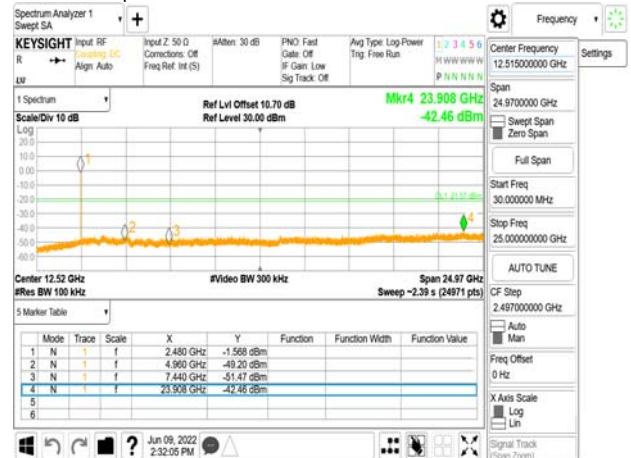 Spectrum Analyzer 1
Swept SA
+
Frequency
KEYSIGHT
Input: RF
Coupling: DC
Align: Auto
Input Z: 50 Ω
Corrections: Off
Freq Ref: Int (S)
#Atten: 30 dB
PNO: Fast
Gate: Off
IF Gain: Low
Sig Track: Off
Avg Type: Log-Power
Trig: Free Run
1 2 3 4 5 6
M W W W W W
P N N N N N
R
LV
1 Spectrum
Scale/Div 10 dB
Log
Ref Lvl Offset 10.70 dB
Ref Level 30.00 dBm
Mkr4 23.908 GHz
-42.46 dBm
20.0
10.0
0.00
-10.0
-20.0
-30.0
-40.0
-50.0
-60.0
1
2
3
4
Center 12.52 GHz
#Res BW 100 kHz
#Video BW 300 kHz
Span 24.97 GHz
Sweep ~2.39 s (24971 pts)
5 Marker Table
Mode Trace Scale X Y Function Function Width Function Value
1 N 1 f 2.480 GHz -1.568 dBm
2 N 1 f 4.960 GHz -49.20 dBm
3 N 1 f 7.440 GHz -51.47 dBm
4 N 1 f 23.908 GHz -42.46 dBm
5
6
?
Jun 09, 2022
2:32:05 PM
Center Frequency
12.515000000 GHz
Span
24.9700000 GHz
Swept Span
Zero Span
Full Span
Start Freq
30.000000 MHz
Stop Freq
25.000000000 GHz
AUTO TUNE
CF Step
2.497000000 GHz
Auto
Man
Freq Offset
0 Hz
X Axis Scale
Log
Lin
Signal Track
(Span Zoom)
Settings